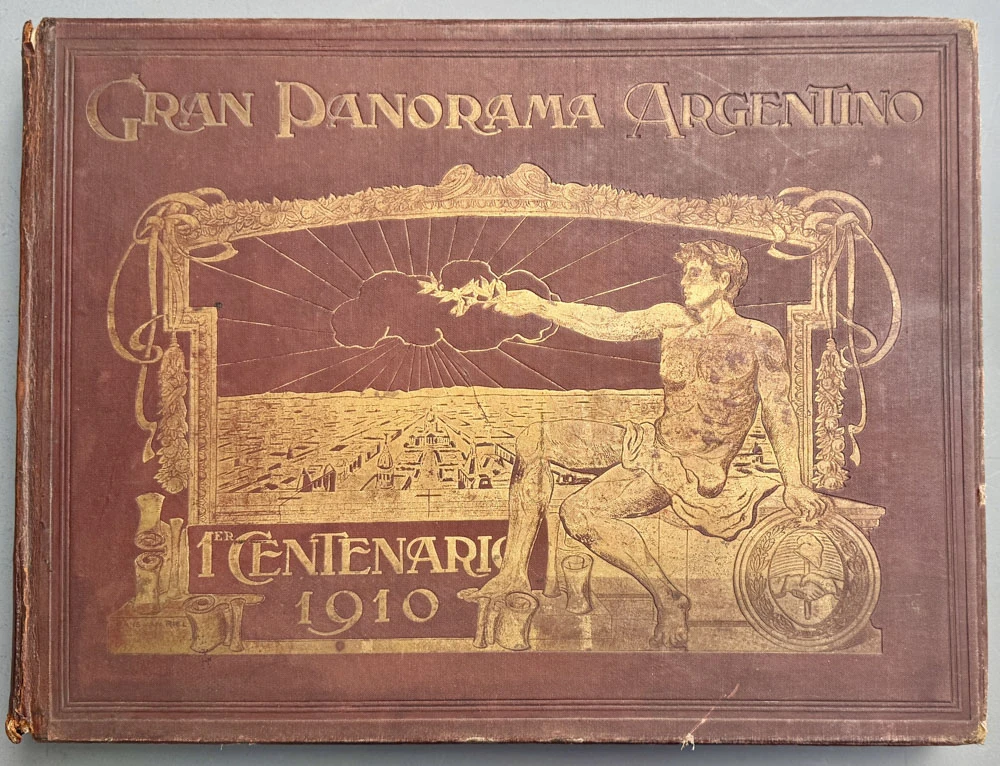 GRAN PANORAMA ARGENTINO
1ER CENTENARIO
1910